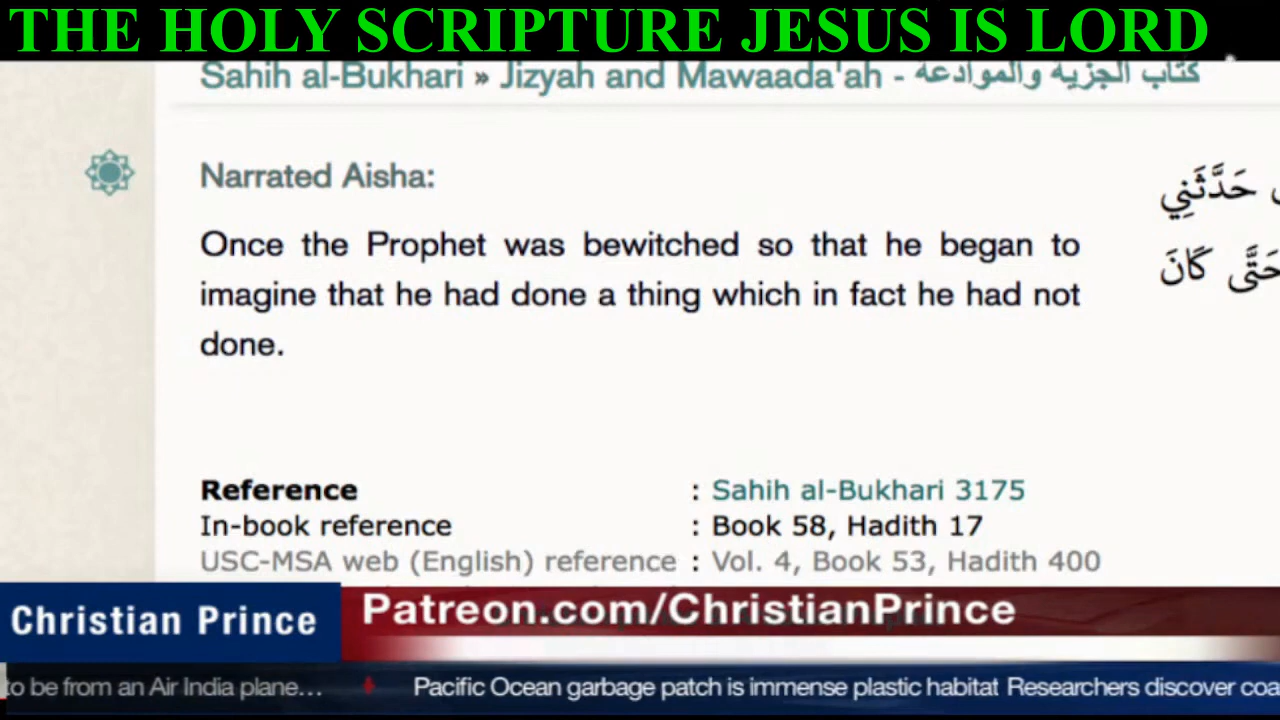 THE HOLY SCRIPTURE JESUS IS LORD
Sahih al-Bukhari » Jizyah and Mawaada'ah - كتاب الجزية والموادعة
Narrated Aisha:
حَدَّثَنِي
Once the Prophet was bewitched so that he began to
حَتَّى كَانَ
imagine that he had done a thing which in fact he had not
done.
Reference : Sahih al-Bukhari 3175
In-book reference : Book 58, Hadith 17
USC-MSA web (English) reference : Vol. 4, Book 53, Hadith 400
Christian Prince
Patreon.com/ChristianPrince
to be from an Air India plane... Pacific Ocean garbage patch is immense plastic habitat Researchers discover coa